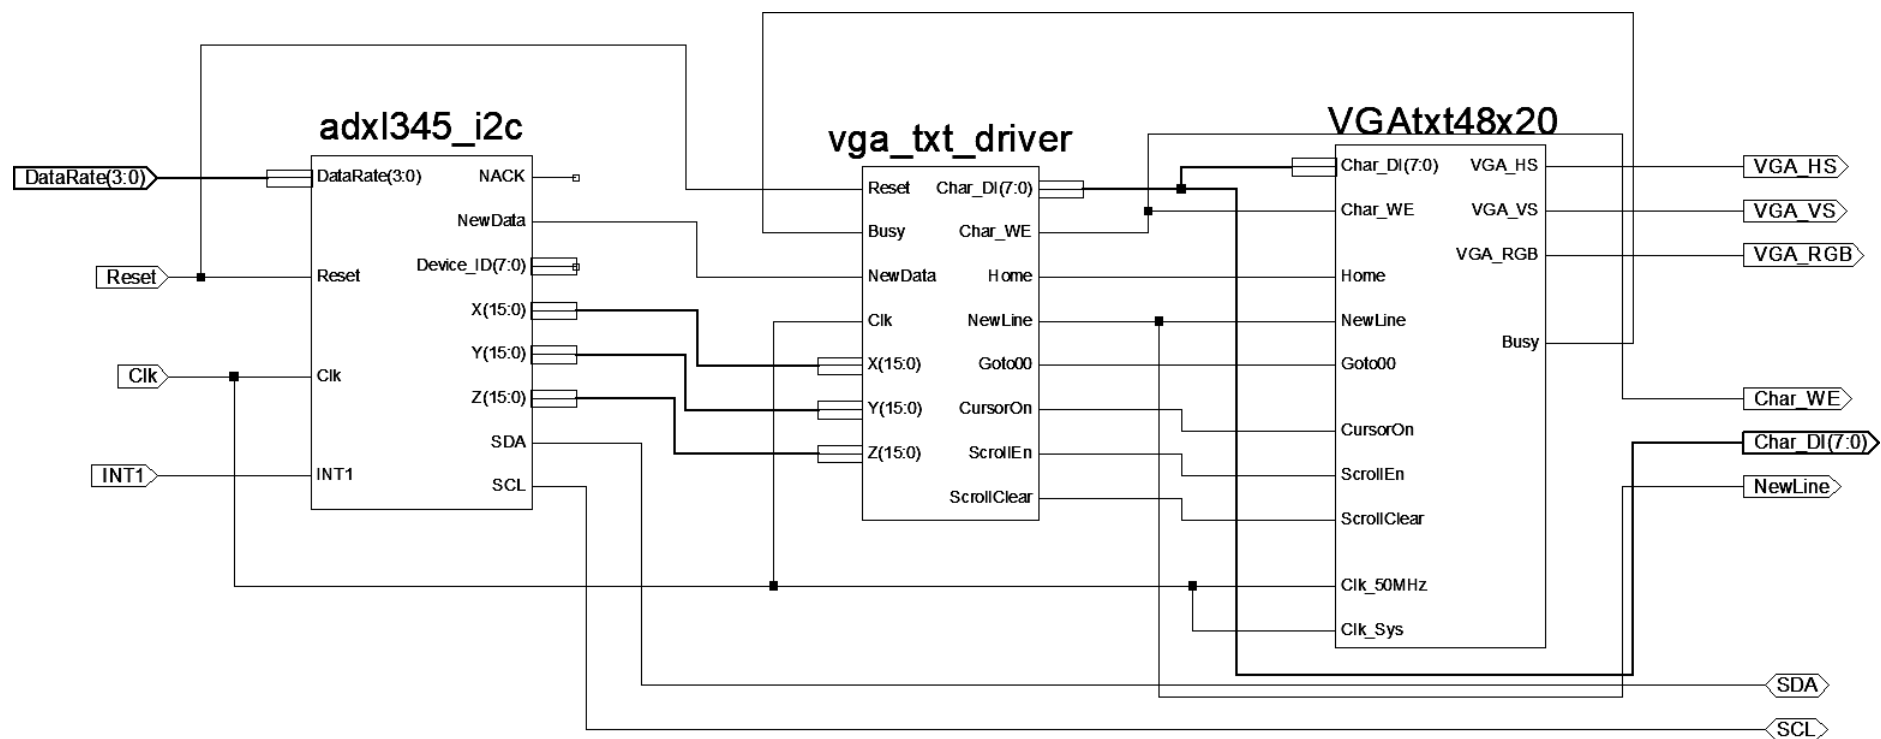 adxl345_i2c
vga_txt_driver
VGAtxt48x20
DataRate(3:0)
Reset
Clk
INT1
DataRate(3:0)
Reset
Clk
INT1
NACK
NewData
Device_ID(7:0)
X(15:0)
Y(15:0)
Z(15:0)
SDA
SCL
Reset
Busy
NewData
Clk
X(15:0)
Y(15:0)
Z(15:0)
Char_DI(7:0)
Char_WE
Home
NewLine
Goto00
CursorOn
ScrollEn
ScrollClear
Char_DI(7:0)
Char_WE
Home
NewLine
Goto00
CursorOn
ScrollEn
ScrollClear
Clk_50MHz
Clk_Sys
VGA_HS
VGA_VS
VGA_RGB
Busy
VGA_HS
VGA_VS
VGA_RGB
Char_WE
Char_DI(7:0)
NewLine
SDA
SCL